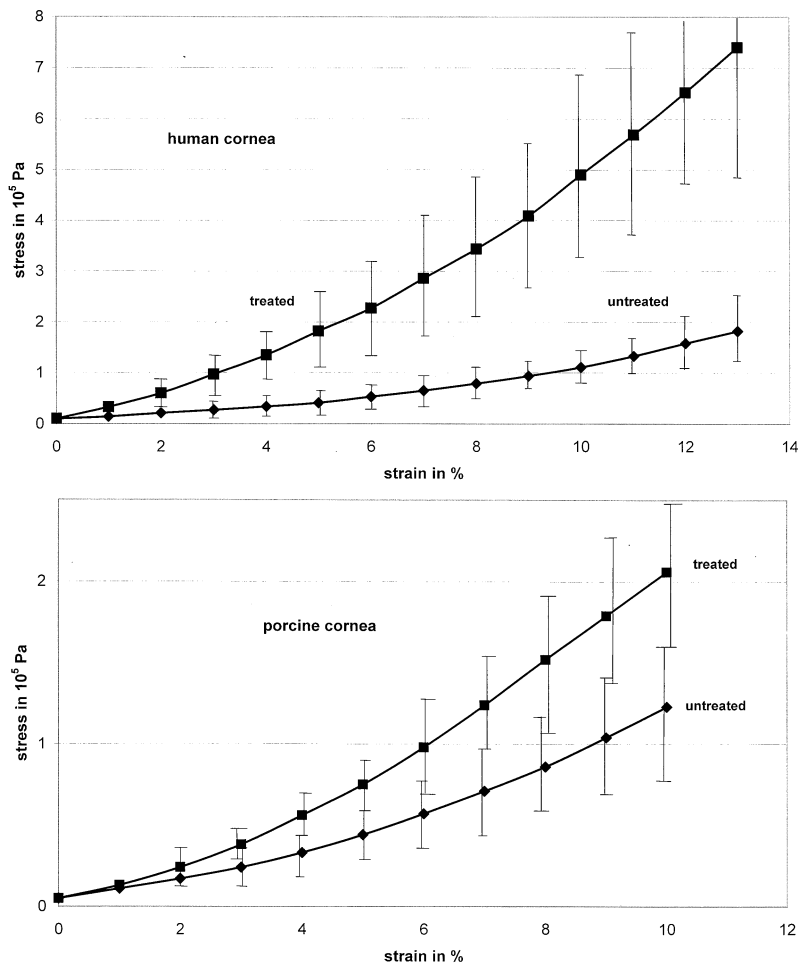 8
7
6
human cornea
5
stress in 10⁵ Pa
4
3
treated
untreated
2
1
0
0 2 4 6 8 10 12 14
strain in %
treated
2
porcine cornea
untreated
stress in 10⁵ Pa
1
0
0 2 4 6 8 10 12
strain in %